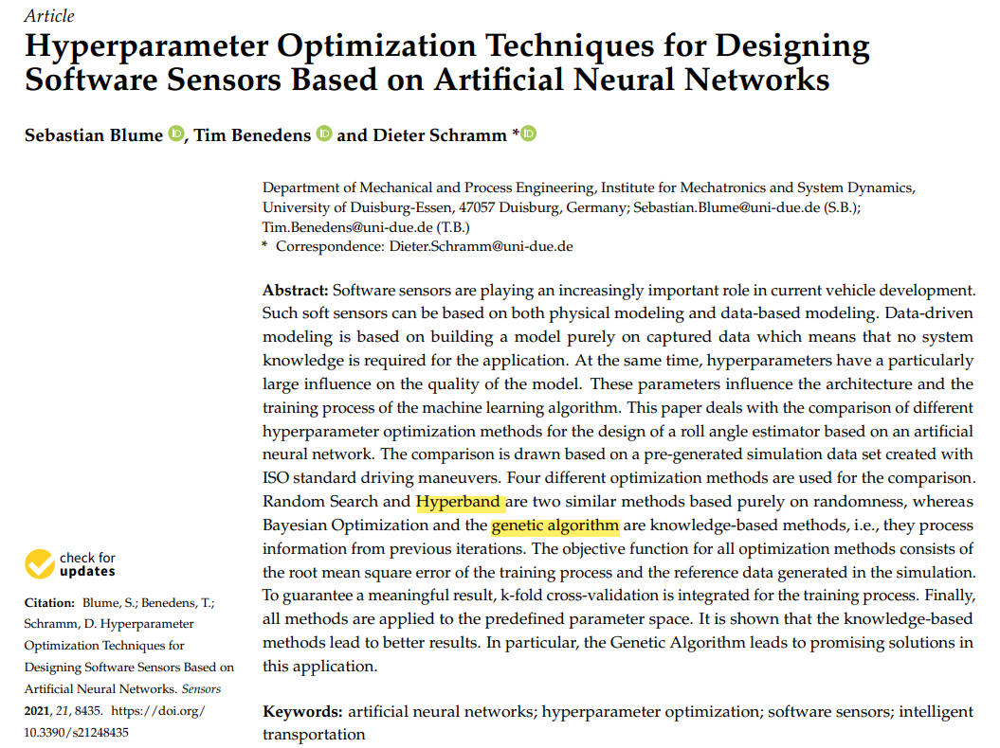 Article
Hyperparameter Optimization Techniques for Designing
Software Sensors Based on Artificial Neural Networks
Sebastian Blume iD, Tim Benedens iD and Dieter Schramm *iD
Department of Mechanical and Process Engineering, Institute for Mechatronics and System Dynamics,
University of Duisburg-Essen, 47057 Duisburg, Germany; Sebastian.Blume@uni-due.de (S.B.);
Tim.Benedens@uni-due.de (T.B.)
* Correspondence: Dieter.Schramm@uni-due.de
Abstract: Software sensors are playing an increasingly important role in current vehicle development.
Such soft sensors can be based on both physical modeling and data-based modeling. Data-driven
modeling is based on building a model purely on captured data which means that no system
knowledge is required for the application. At the same time, hyperparameters have a particularly
large influence on the quality of the model. These parameters influence the architecture and the
training process of the machine learning algorithm. This paper deals with the comparison of different
hyperparameter optimization methods for the design of a roll angle estimator based on an artificial
neural network. The comparison is drawn based on a pre-generated simulation data set created with
ISO standard driving maneuvers. Four different optimization methods are used for the comparison.
Random Search and Hyperband are two similar methods based purely on randomness, whereas
Bayesian Optimization and the genetic algorithm are knowledge-based methods, i.e., they process
information from previous iterations. The objective function for all optimization methods consists of
the root mean square error of the training process and the reference data generated in the simulation.
To guarantee a meaningful result, k-fold cross-validation is integrated for the training process. Finally,
all methods are applied to the predefined parameter space. It is shown that the knowledge-based
methods lead to better results. In particular, the Genetic Algorithm leads to promising solutions in
this application.
Keywords: artificial neural networks; hyperparameter optimization; software sensors; intelligent
transportation
check for
updates
Citation: Blume, S.; Benedens, T.;
Schramm, D. Hyperparameter
Optimization Techniques for
Designing Software Sensors Based on
Artificial Neural Networks. Sensors
2021, 21, 8435. https://doi.org/
10.3390/s21248435